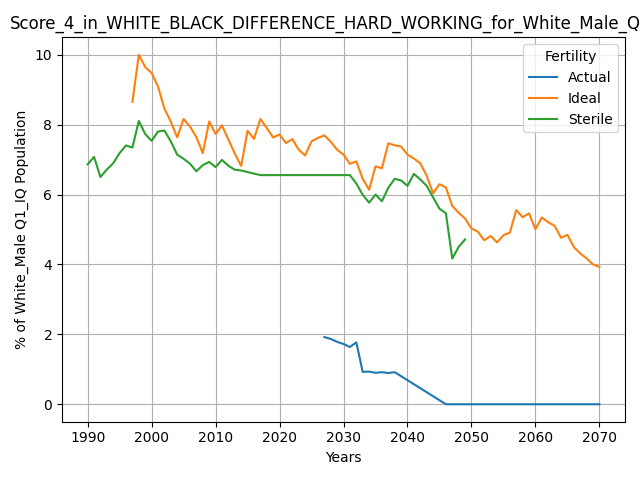 Score_4_in_WHITE_BLACK_DIFFERENCE_HARD_WORKING_for_White_Male_Q
Fertility
Actual
Ideal
Sterile
% of White_Male Q1_IQ Population
10
8
6
4
2
0
1990 2000 2010 2020 2030 2040 2050 2060 2070
Years